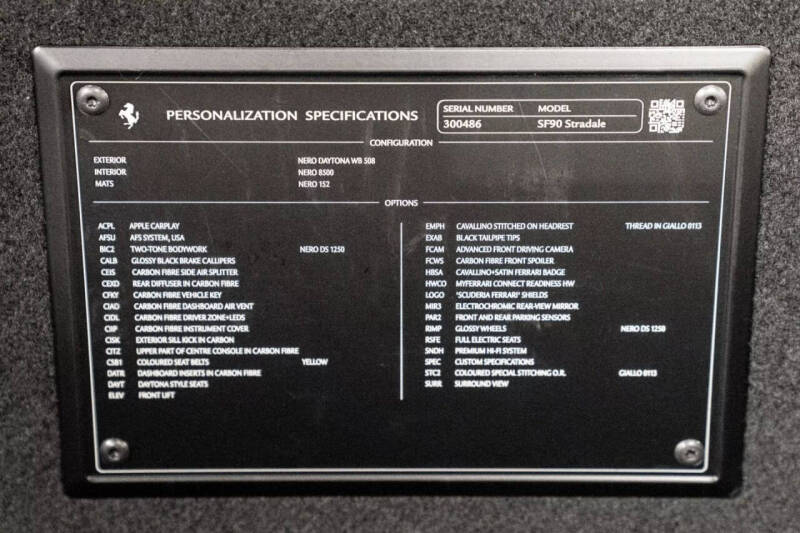 PERSONALIZATION SPECIFICATIONS
SERIAL NUMBER MODEL
300486 SF90 Stradale
CONFIGURATION
EXTERIOR NERO DAYTONA WB 508
INTERIOR NERO 8500
MATS NERO 152
OPTIONS
ACPL APPLE CARPLAY
AFSU AFS SYSTEM, USA
BIC2 TWO-TONE BODYWORK NERO DS 1250
CALB GLOSSY BLACK BRAKE CALLIPERS
CEIS CARBON FIBRE SIDE AIR SPLITTER
CEXD REAR DIFFUSER IN CARBON FIBRE
CFKY CARBON FIBRE VEHICLE KEY
CIAD CARBON FIBRE DASHBOARD AIR VENT
CIDL CARBON FIBRE DRIVER ZONE+LEDS
CIIP CARBON FIBRE INSTRUMENT COVER
CISK EXTERIOR SILL KICK IN CARBON
CITZ UPPER PART OF CENTRE CONSOLE IN CARBON FIBRE
CSB1 COLOURED SEAT BELTS YELLOW
DATR DASHBOARD INSERTS IN CARBON FIBRE
DAYT DAYTONA STYLE SEATS
ELEV FRONT LIFT
EMPH CAVALLINO STITCHED ON HEADREST THREAD IN GIALLO 0113
EXAB BLACK TAILPIPE TIPS
FCAM ADVANCED FRONT DRIVING CAMERA
FCWS CARBON FIBRE FRONT SPOILER
HBSA CAVALLINO+SATIN FERRARI BADGE
HWCO MYFERRARI CONNECT READINESS HW
LOGO "SCUDERIA FERRARI" SHIELDS
MIR3 ELECTROCHROMIC REAR-VIEW MIRROR
PAR2 FRONT AND REAR PARKING SENSORS
RIMP GLOSSY WHEELS NERO DS 1250
RSFE FULL ELECTRIC SEATS
SNDH PREMIUM HI-FI SYSTEM
SPEC CUSTOM SPECIFICATIONS
STC2 COLOURED SPECIAL STITCHING O.R. GIALLO 0113
SURR SURROUND VIEW